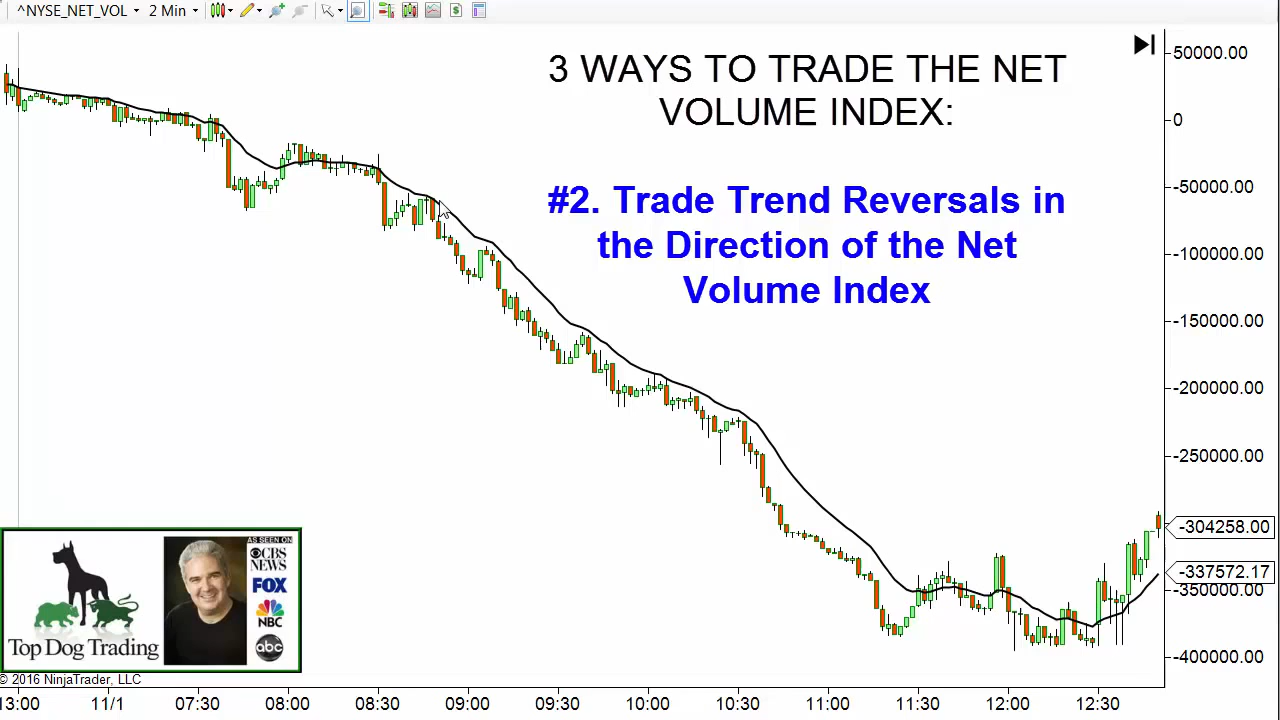 ^NYSE_NET_VOL 2 Min
3 WAYS TO TRADE THE NET
VOLUME INDEX:
#2. Trade Trend Reversals in
the Direction of the Net
Volume Index
50000.00
0
-50000.00
-100000.00
-150000.00
-200000.00
-250000.00
-304258.00
-337572.17
-350000.00
-400000.00
AS SEEN ON
CBS
NEWS
FOX
NBC
abc
Top Dog Trading
© 2016 NinjaTrader, LLC
13:00 11/1 07:30 08:00 08:30 09:00 09:30 10:00 10:30 11:00 11:30 12:00 12:30